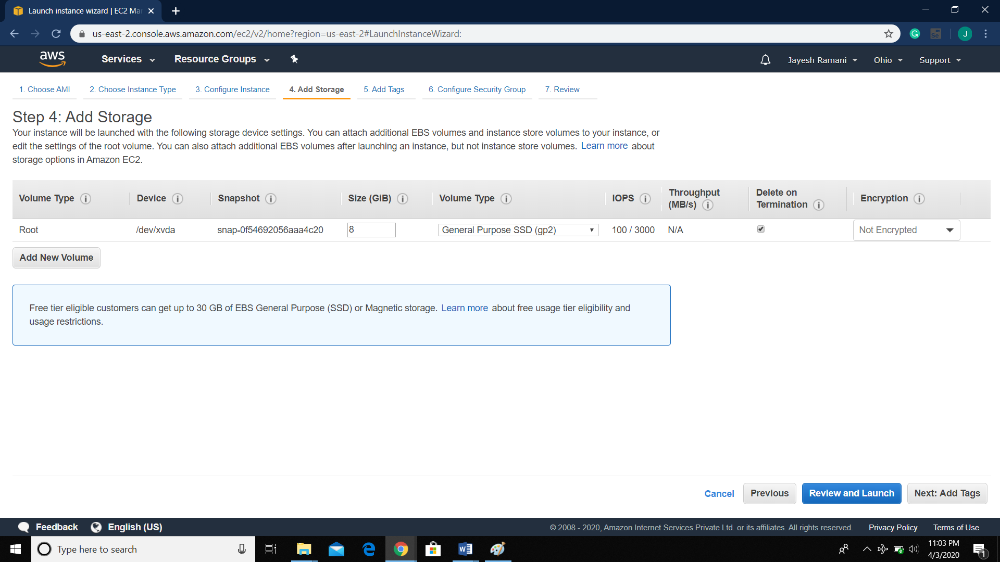 Launch instance wizard | EC2 Ma
us-east-2.console.aws.amazon.com/ec2/v2/home?region=us-east-2#LaunchInstanceWizard:
Se
J
aws
Services
Resource Groups
Jayesh Ramani
Ohio
Support
1. Choose AMI
2. Choose Instance Type
3. Configure Instance
4. Add Storage
5. Add Tags
6. Configure Security Group
7. Review
Step 4: Add Storage
Your instance will be launched with the following storage device settings. You can attach additional EBS volumes and instance store volumes to your instance, or
edit the settings of the root volume. You can also attach additional EBS volumes after launching an instance, but not instance store volumes. Learn more about
storage options in Amazon EC2.
Volume Type i
Device i
Snapshot i
Size (GiB) i
Volume Type i
IOPS i
Throughput
(MB/s) i
Delete on
Termination i
Encryption i
Root
/dev/xvda
snap-0f54692056aaa4c20
8
General Purpose SSD (gp2)
100 / 3000
N/A
Not Encrypted
Add New Volume
Free tier eligible customers can get up to 30 GB of EBS General Purpose (SSD) or Magnetic storage. Learn more about free usage tier eligibility and
usage restrictions.
Cancel
Previous
Review and Launch
Next: Add Tags
Feedback
English (US)
© 2008 - 2020, Amazon Internet Services Private Ltd. or its affiliates. All rights reserved.
Privacy Policy
Terms of Use
Type here to search
11:03 PM
4/3/2020
1